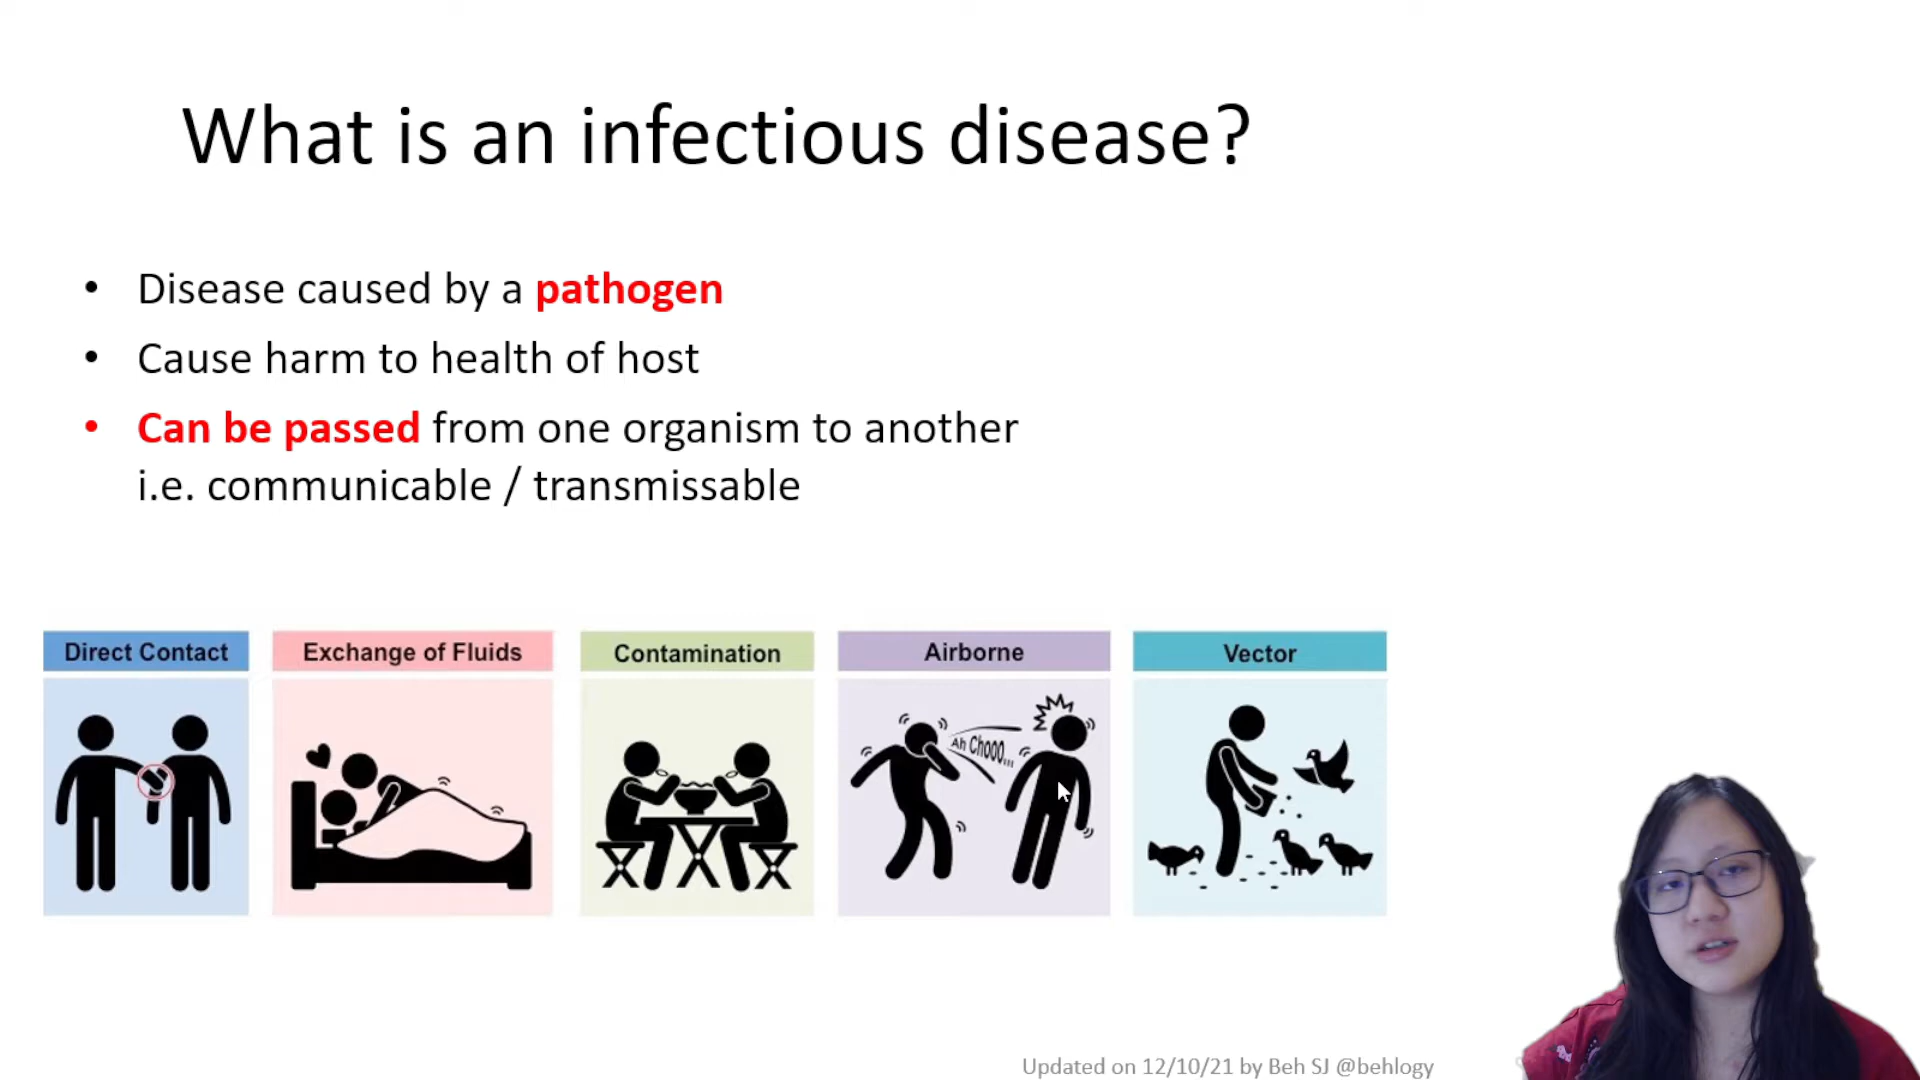 What is an infectious disease?
• Disease caused by a pathogen
• Cause harm to health of host
• Can be passed from one organism to another
i.e. communicable / transmissable
Direct Contact
Exchange of Fluids
Contamination
Airborne
Vector
Ah Chooo...
Updated on 12/10/21 by Beh SJ @behlogy